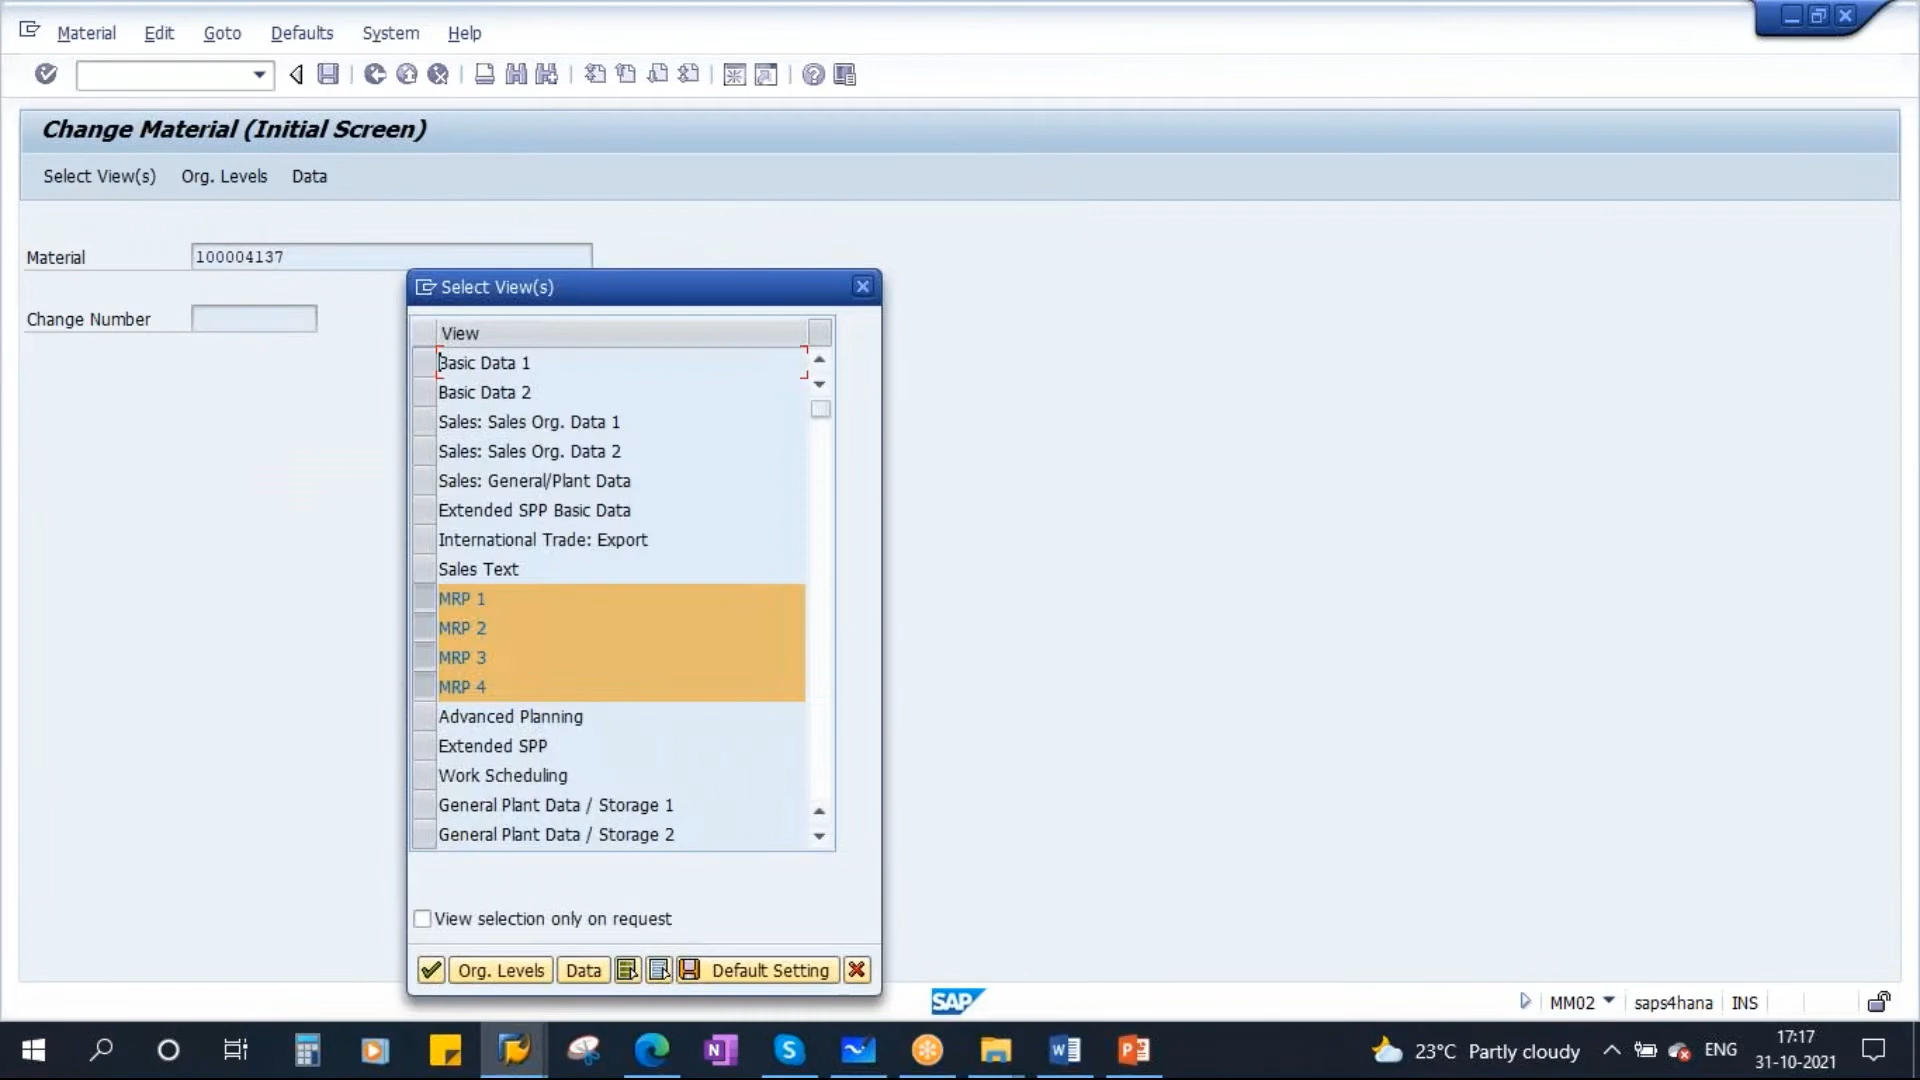 Material Edit Goto Defaults System Help
Change Material (Initial Screen)
Select View(s) Org. Levels Data
Material 100004137
Change Number
Select View(s)
View
Basic Data 1
Basic Data 2
Sales: Sales Org. Data 1
Sales: Sales Org. Data 2
Sales: General/Plant Data
Extended SPP Basic Data
International Trade: Export
Sales Text
MRP 1
MRP 2
MRP 3
MRP 4
Advanced Planning
Extended SPP
Work Scheduling
General Plant Data / Storage 1
General Plant Data / Storage 2
View selection only on request
Org. Levels Data Default Setting
SAP
MM02 saps4hana INS
23°C Partly cloudy ENG
17:17
31-10-2021